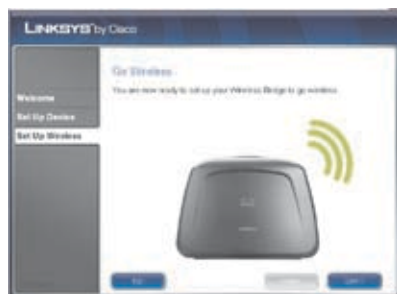 LINKSYS by Cisco
Go Wireless
You are now ready to set up your Wireless Bridge to go wireless.
Welcome
Set Up Device
Set Up Wireless